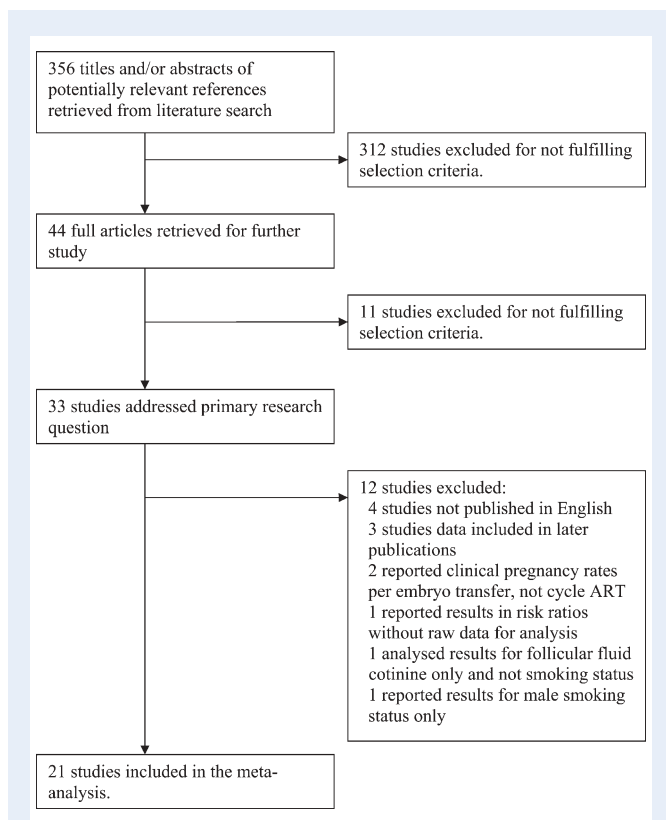 356 titles and/or abstracts of
potentially relevant references
retrieved from literature search
312 studies excluded for not fulfilling
selection criteria.
44 full articles retrieved for further
study
11 studies excluded for not fulfilling
selection criteria.
33 studies addressed primary research
question
12 studies excluded:
4 studies not published in English
3 studies data included in later
publications
2 reported clinical pregnancy rates
per embryo transfer, not cycle ART
1 reported results in risk ratios
without raw data for analysis
1 analysed results for follicular fluid
cotinine only and not smoking status
1 reported results for male smoking
status only
21 studies included in the meta-
analysis.